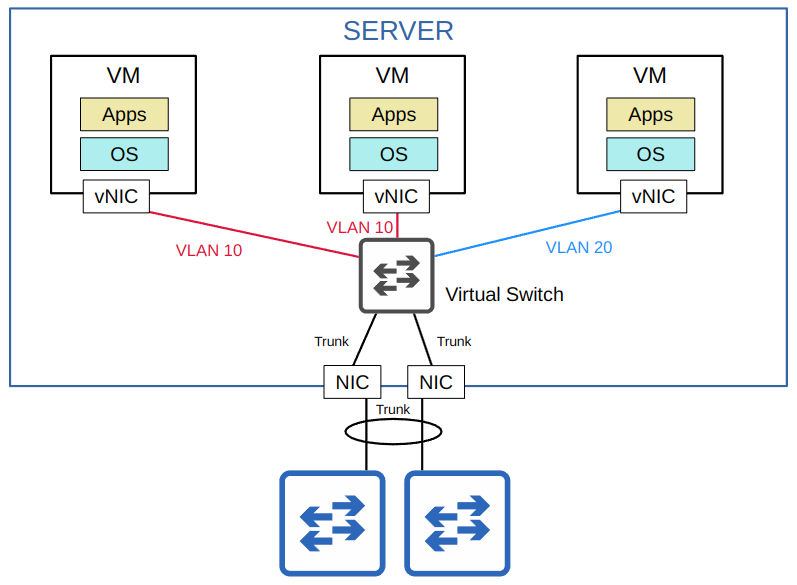 SERVER
VM
VM
VM
Apps
Apps
Apps
OS
OS
OS
vNIC
vNIC
vNIC
VLAN 10
VLAN 10
VLAN 20
Virtual Switch
Trunk
Trunk
NIC
NIC
Trunk